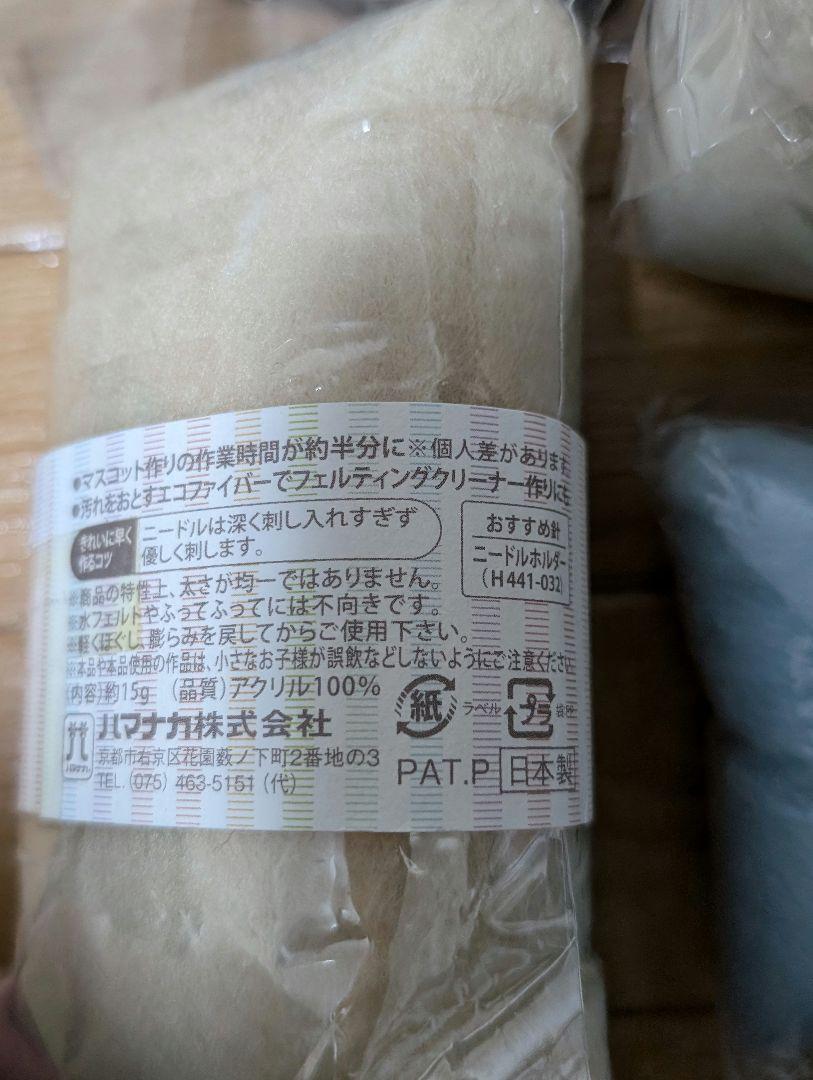 ●マスコット作りの作業時間が約半分に※個人差があります
●汚れをおとすエコファイバーでフェルティングクリーナー作りにも
きれいに早く
作るコツ
ニードルは深く刺し入れすぎず
優しく刺します。
おすすめ針
ニードルホルダー
(H441-032)
※商品の特性上、太さが均一ではありません。
※水フェルトやふってふってには不向きです。
※軽くほぐし、膨らみを戻してからご使用下さい。
※本品や本品使用の作品は、小さなお子様が誤飲などしないようにご注意ください
(内容)約15g (品質)アクリル100%
紙 ラベル プラ
ハマナカ株式会社
京都市右京区花園薮ノ下町2番地の3
TEL.(075)463-5151(代)
PAT.P 日本製